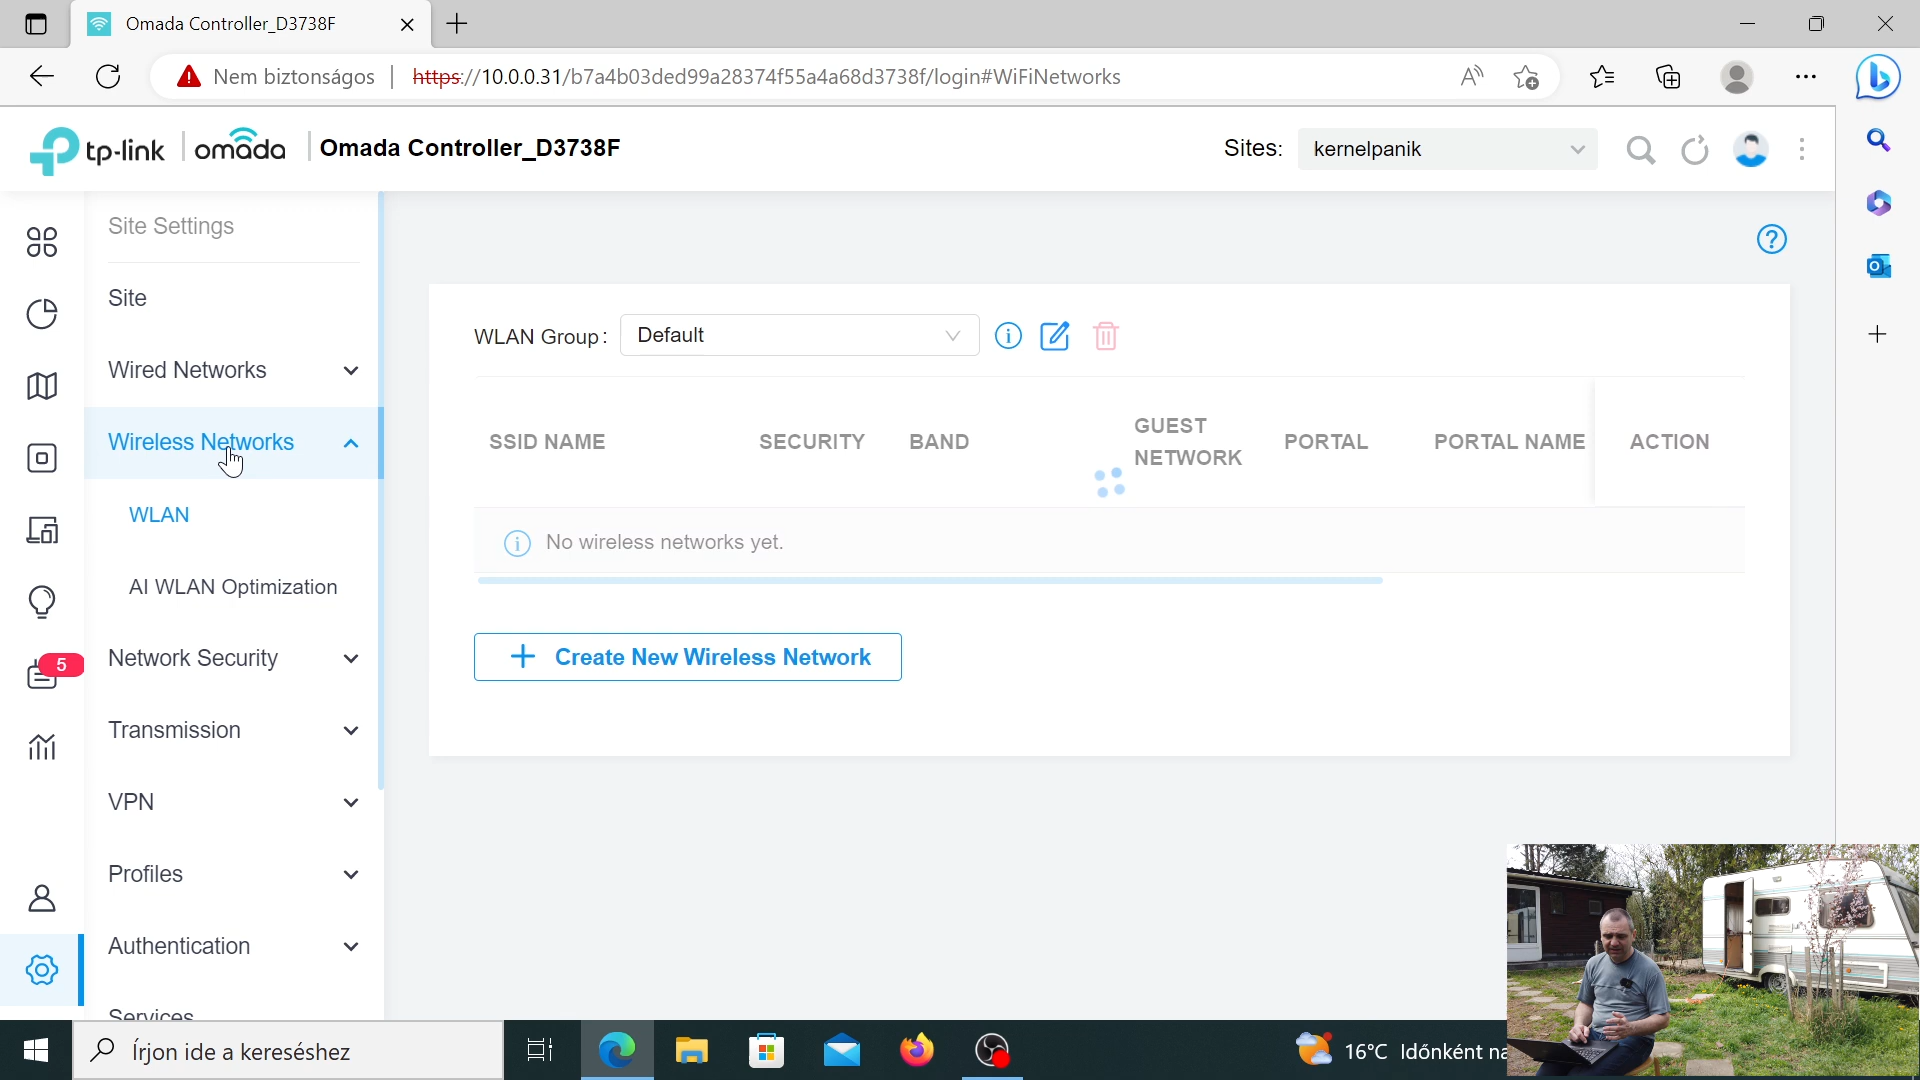 Omada Controller_D3738F
Nem biztonságos
https://10.0.0.31/b7a4b03ded99a28374f55a4a68d3738f/login#WiFiNetworks
tp-link
omada
Omada Controller_D3738F
Sites:
kernelpanik
Site Settings
Site
Wired Networks
Wireless Networks
WLAN
AI WLAN Optimization
Network Security
5
Transmission
VPN
Profiles
Authentication
Services
WLAN Group:
Default
SSID NAME
SECURITY
BAND
GUEST
NETWORK
PORTAL
PORTAL NAME
ACTION
No wireless networks yet.
Create New Wireless Network
Írjon ide a kereséshez
16°C Időnként na